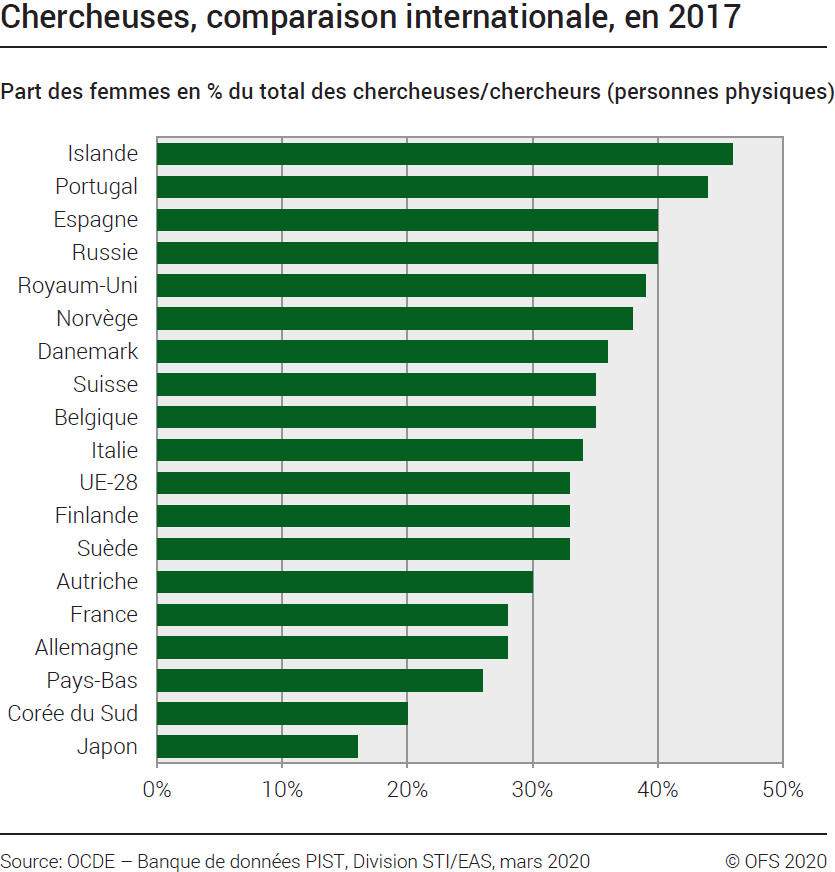 Chercheuses, comparaison internationale, en 2017
Part des femmes en % du total des chercheuses/chercheurs (personnes physiques)
Islande
Portugal
Espagne
Russie
Royaum-Uni
Norvège
Danemark
Suisse
Belgique
Italie
UE-28
Finlande
Suède
Autriche
France
Allemagne
Pays-Bas
Corée du Sud
Japon
0% 10% 20% 30% 40% 50%
Source: OCDE – Banque de données PIST, Division STI/EAS, mars 2020 © OFS 2020